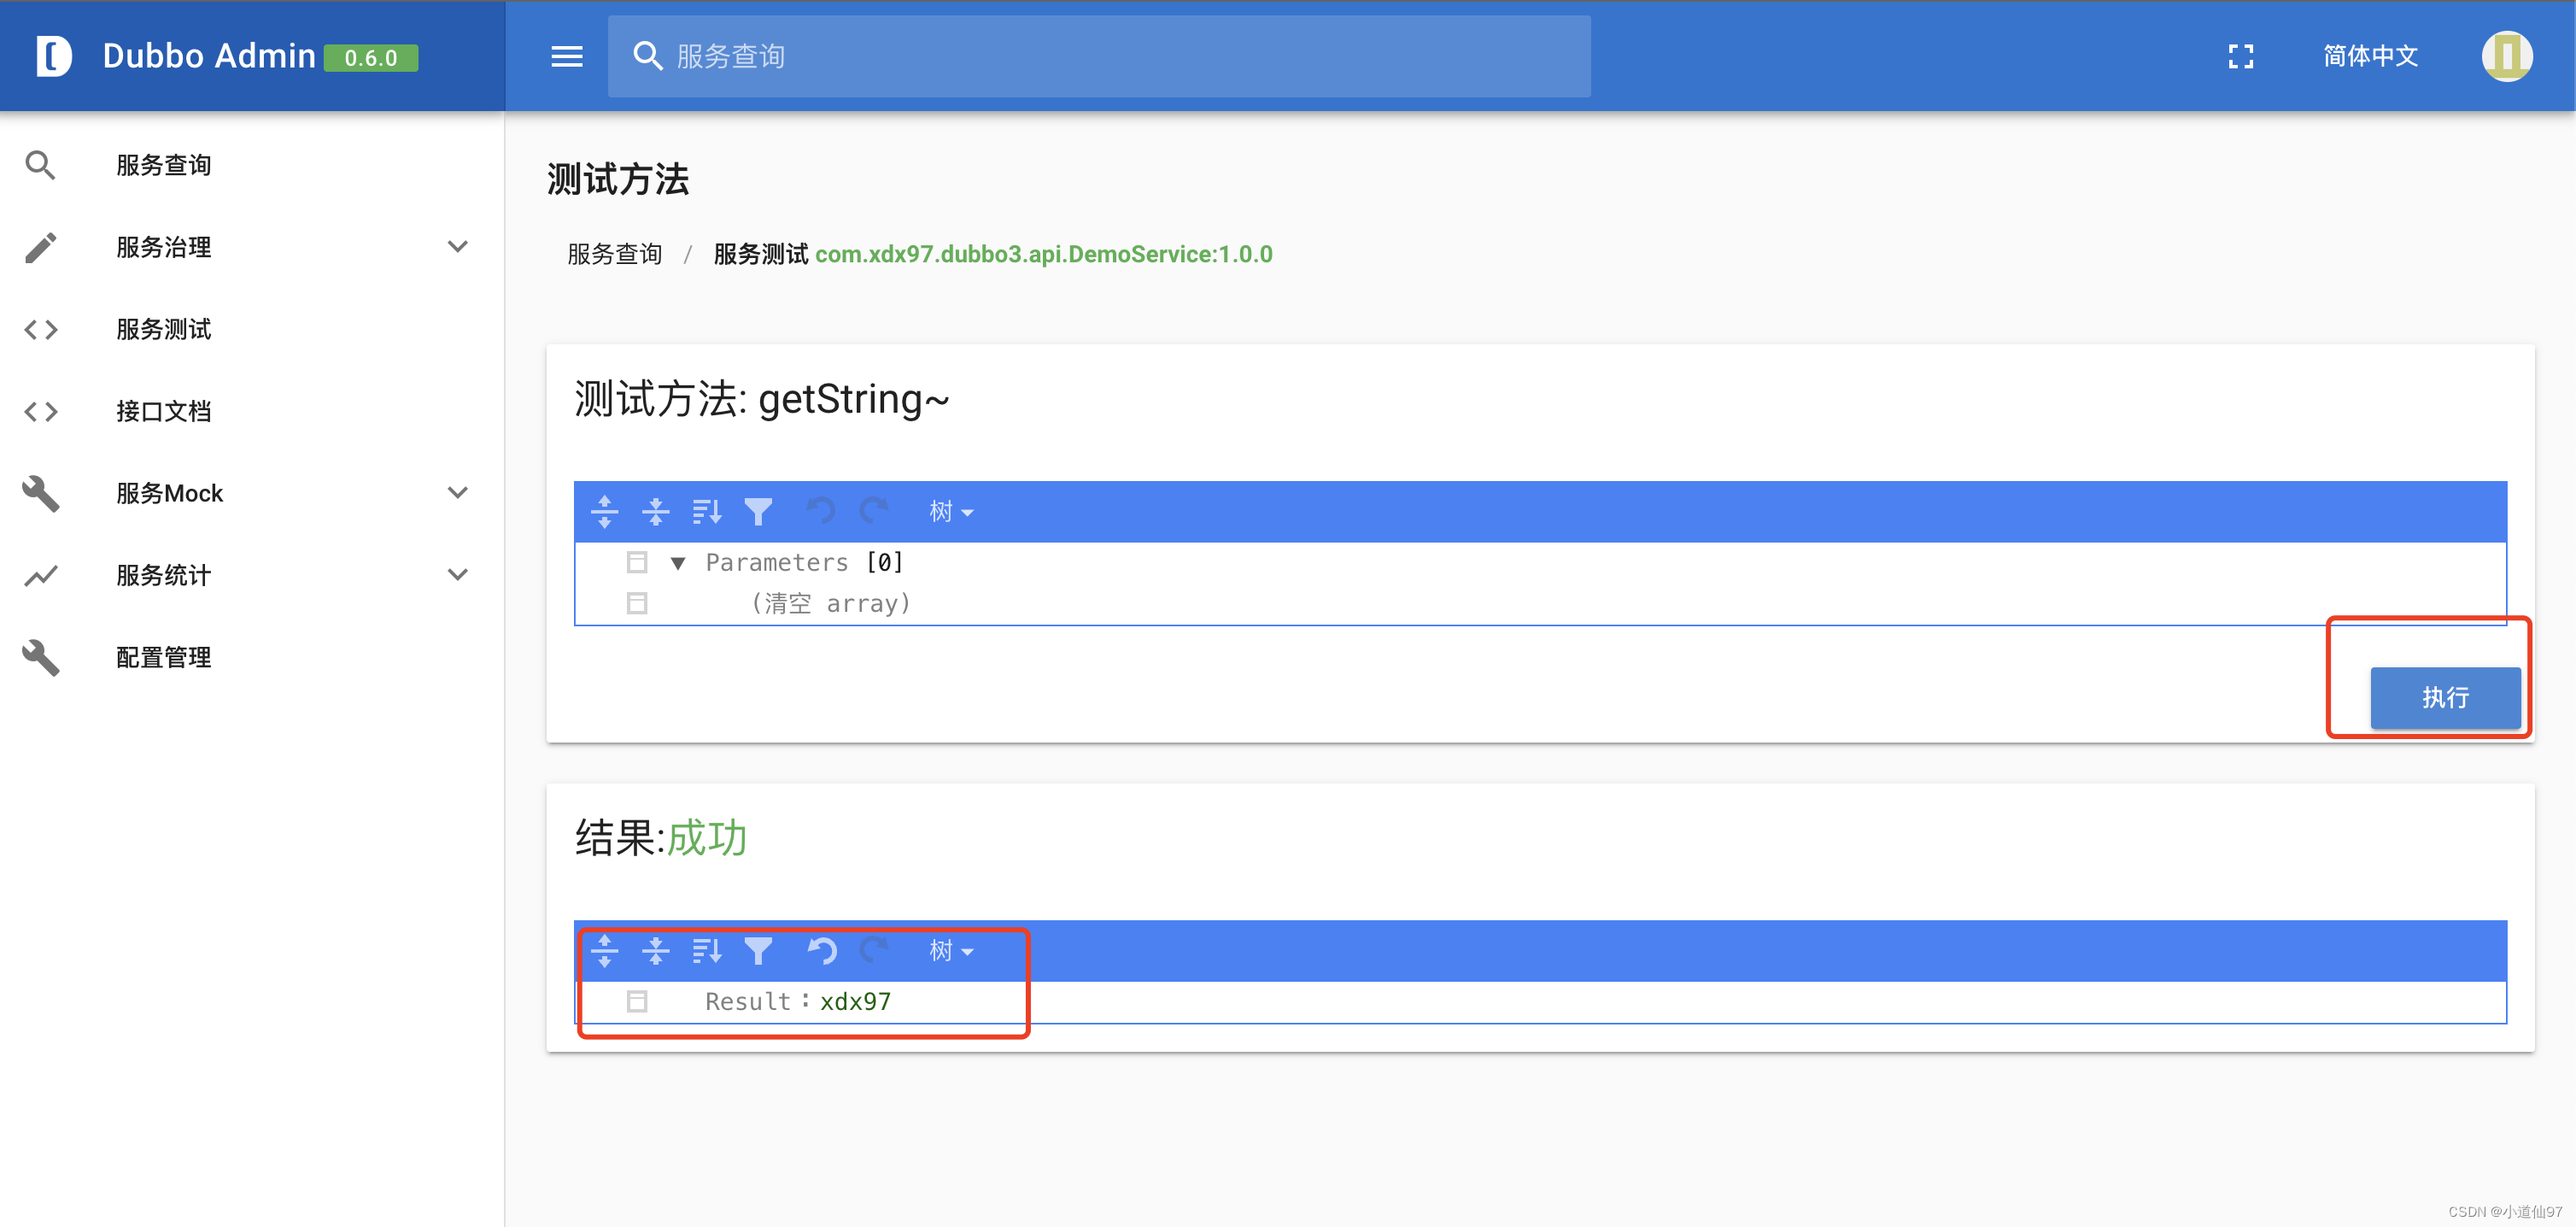 Dubbo Admin 0.6.0
服务查询
简体中文
服务查询
服务治理
服务测试
接口文档
服务Mock
服务统计
配置管理
测试方法
服务查询 / 服务测试 com.xdx97.dubbo3.api.DemoService:1.0.0
测试方法: getString~
树
Parameters [0]
(清空 array)
执行
结果:成功
树
Result : xdx97
CSDN @小道仙97